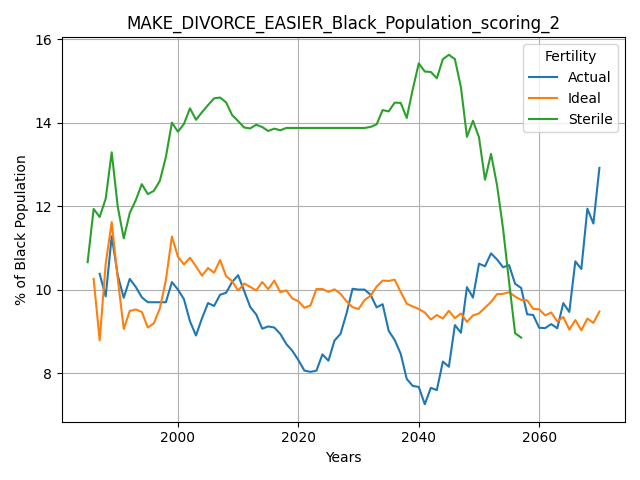 MAKE_DIVORCE_EASIER_Black_Population_scoring_2
Fertility
Actual
Ideal
Sterile
% of Black Population
16
14
12
10
8
2000
2020
2040
2060
Years